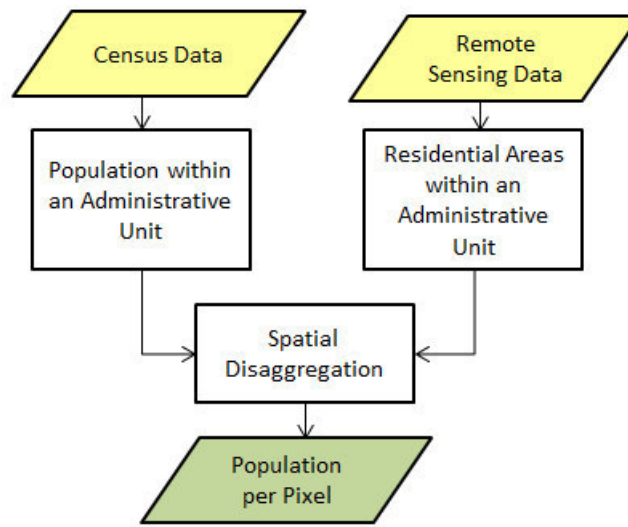 Census Data
Remote
Sensing Data
Population within
an Administrative
Unit
Residential Areas
within an
Administrative
Unit
Spatial
Disaggregation
Population
per Pixel